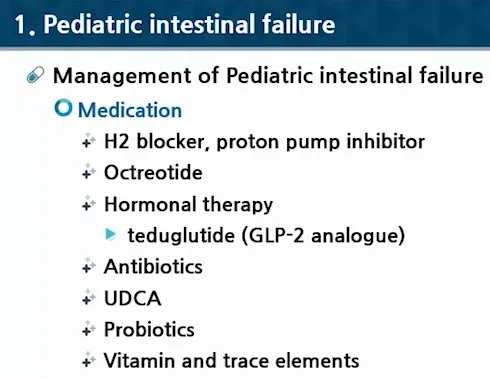 1. Pediatric intestinal failure
Management of Pediatric intestinal failure
Medication
H2 blocker, proton pump inhibitor
Octreotide
Hormonal therapy
teduglutide (GLP-2 analogue)
Antibiotics
UDCA
Probiotics
Vitamin and trace elements